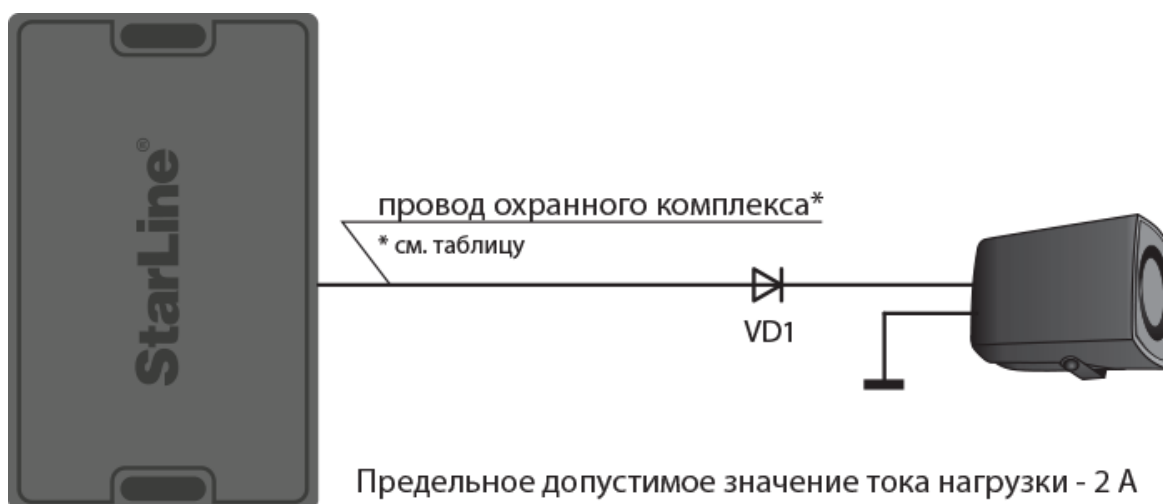 StarLine®
провод охранного комплекса*
* см. таблицу
VD1
Предельное допустимое значение тока нагрузки - 2 А